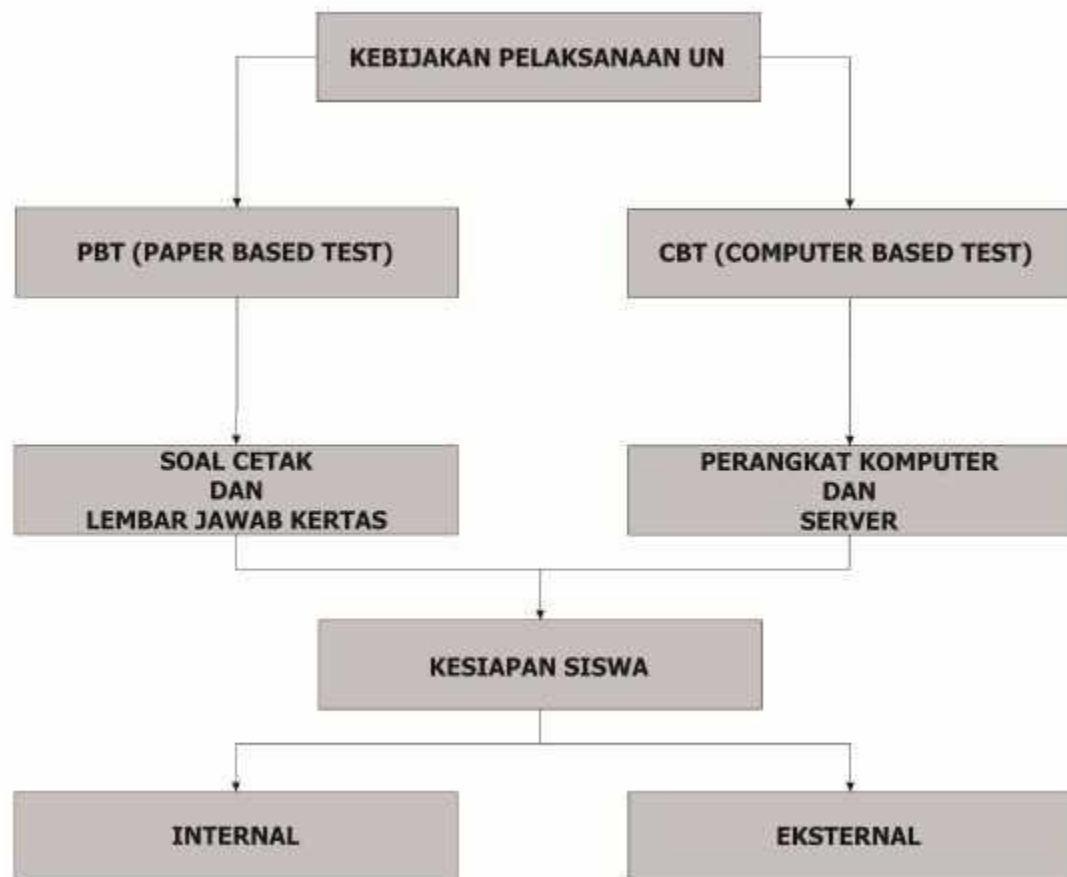 KEBIJAKAN PELAKSANAAN UN
PBT (PAPER BASED TEST)
CBT (COMPUTER BASED TEST)
SOAL CETAK
DAN
LEMBAR JAWAB KERTAS
PERANGKAT KOMPUTER
DAN
SERVER
KESIAPAN SISWA
INTERNAL
EKSTERNAL